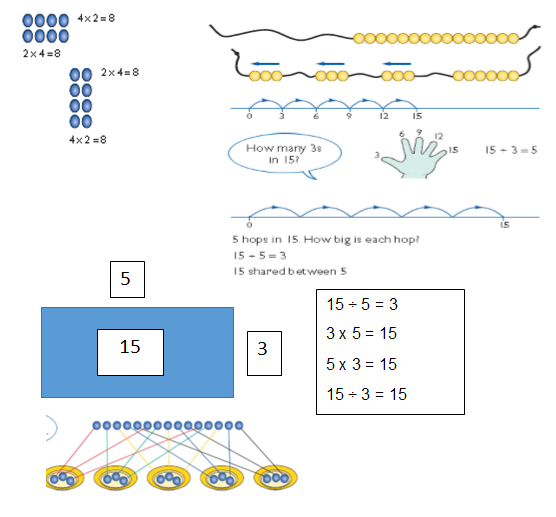 4 x 2 = 8
2 x 4 = 8
2 x 4 = 8
4 x 2 = 8
0 3 6 9 12 15
How many 3s
in 15?
3 6 9 12 15
15 ÷ 3 = 5
0 15
5 hops in 15. How big is each hop?
15 ÷ 5 = 3
15 shared between 5
5
15
3
15 ÷ 5 = 3
3 x 5 = 15
5 x 3 = 15
15 ÷ 3 = 15